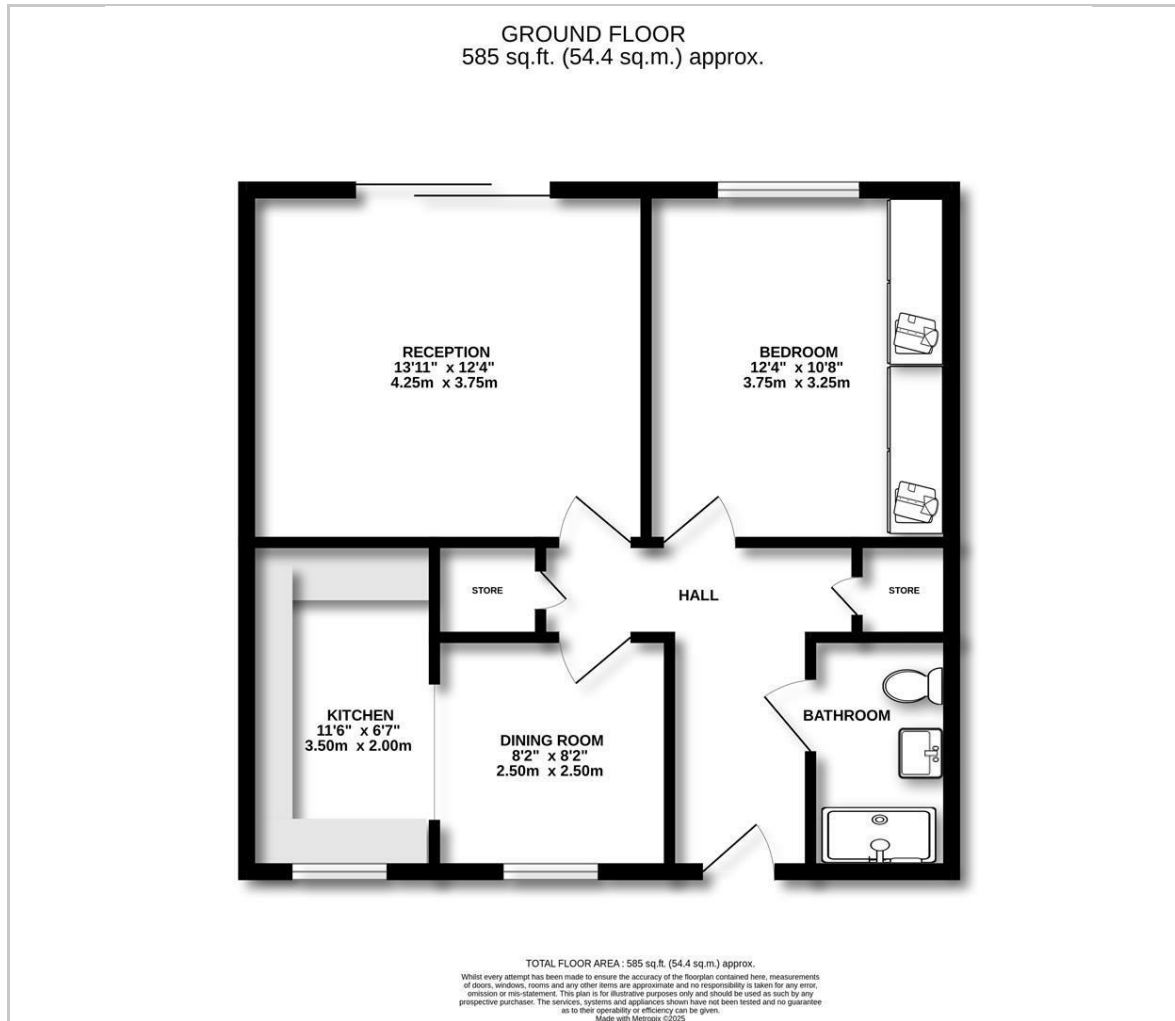 GROUND FLOOR
585 sq.ft. (54.4 sq.m.) approx.
RECEPTION
13'11" x 12'4"
4.25m x 3.75m
BEDROOM
12'4" x 10'8"
3.75m x 3.25m
STORE
HALL
STORE
KITCHEN
11'6" x 6'7"
3.50m x 2.00m
DINING ROOM
8'2" x 8'2"
2.50m x 2.50m
BATHROOM
TOTAL FLOOR AREA : 585 sq.ft. (54.4 sq.m.) approx.
Whilst every attempt has been made to ensure the accuracy of the floorplan contained here, measurements
of doors, windows, rooms and any other items are approximate and no responsibility is taken for any error,
omission or mis-statement. This plan is for illustrative purposes only and should be used as such by any
prospective purchaser. The services, systems and appliances shown have not been tested and no guarantee
as to their operability or efficiency can be given.
Made with Metropix ©2025